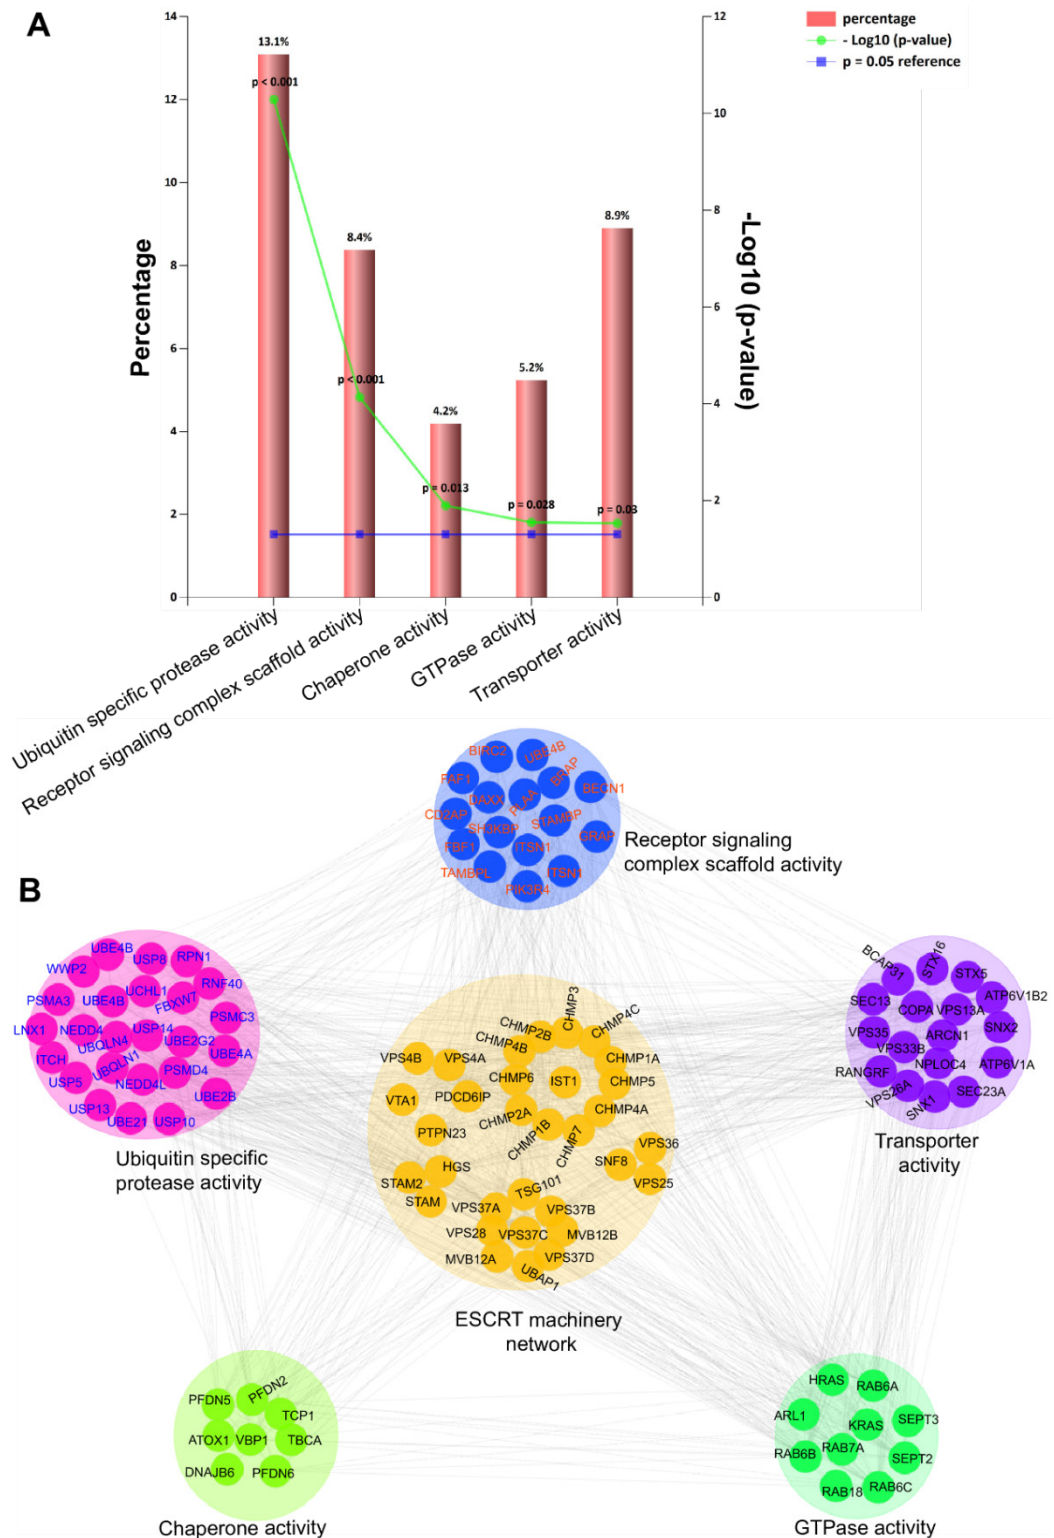 A
percentage
- Log10 (p-value)
p = 0.05 reference
14
12
10
8
6
4
2
0
Percentage
12
10
8
6
4
2
0
-Log10 (p-value)
13.1%
p < 0.001
8.4%
p < 0.001
4.2%
p = 0.013
5.2%
p = 0.028
8.9%
p = 0.03
Ubiquitin specific protease activity
Receptor signaling complex scaffold activity
Chaperone activity
GTPase activity
Transporter activity
B
BIRC2
UBE4B
FAF1
BRAP
BECN1
DAXX
PLAA
CD2AP
SH3KBP
STAMBP
GRAP
FBF1
ITSN1
TAMBPL
ITSN1
PIK3R4
Receptor signaling
complex scaffold activity
UBE4B
USP8
RPN1
WWP2
UCHL1
RNF40
PSMA3
UBE4B
FBXW7
PSMC3
LNX1
NEDD4
USP14
UBQLN4
UBE2G2
ITCH
UBQLN1
UBE4A
USP5
NEDD4L
PSMD4
UBE2B
USP13
UBE21
USP10
Ubiquitin specific
protease activity
CHMP2B
CHMP3
CHMP4C
CHMP4B
VPS4B
VPS4A
CHMP1A
CHMP6
IST1
CHMP5
VTA1
PDCD6IP
CHMP2A
CHMP4A
PTPN23
CHMP1B
CHMP7
VPS36
SNF8
HGS
STAM2
VPS25
STAM
TSG101
VPS37A
VPS37B
VPS28
VPS37C
MVB12B
MVB12A
VPS37D
UBAP1
ESCRT machinery
network
BCAP31
STX16
STX5
SEC13
ATP6V1B2
COPA
VPS13A
VPS35
ARCN1
SNX2
VPS33B
RANGRF
NPLOC4
ATP6V1A
VPS26A
SNX1
SEC23A
Transporter
activity
PFDN5
PFDN2
TCP1
ATOX1
VBP1
TBCA
DNAJB6
PFDN6
Chaperone activity
HRAS
RAB6A
ARL1
KRAS
SEPT3
RAB6B
RAB7A
SEPT2
RAB18
RAB6C
GTPase activity